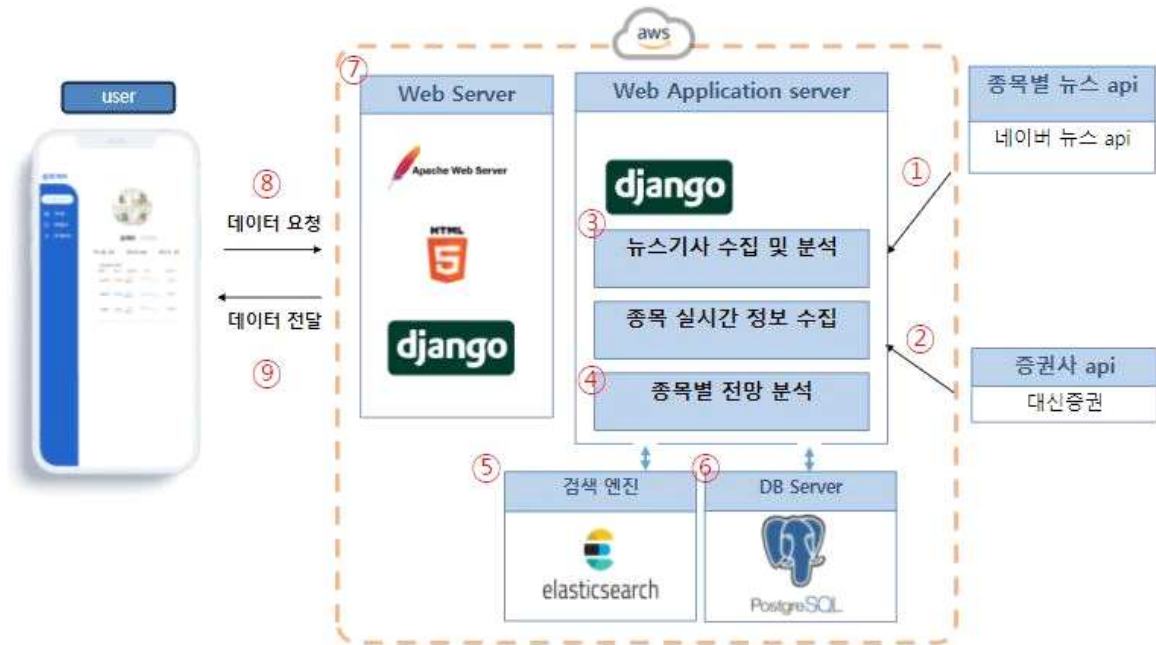 aws
user
⑧
데이터 요청
데이터 전달
⑨
⑦
Web Server
Apache Web Server
HTML
5
django
Web Application server
django
③
뉴스기사 수집 및 분석
종목 실시간 정보 수집
④
종목별 전망 분석
①
②
종목별 뉴스 api
네이버 뉴스 api
증권사 api
대신증권
⑤
검색 엔진
elasticsearch
⑥
DB Server
PostgreSQL